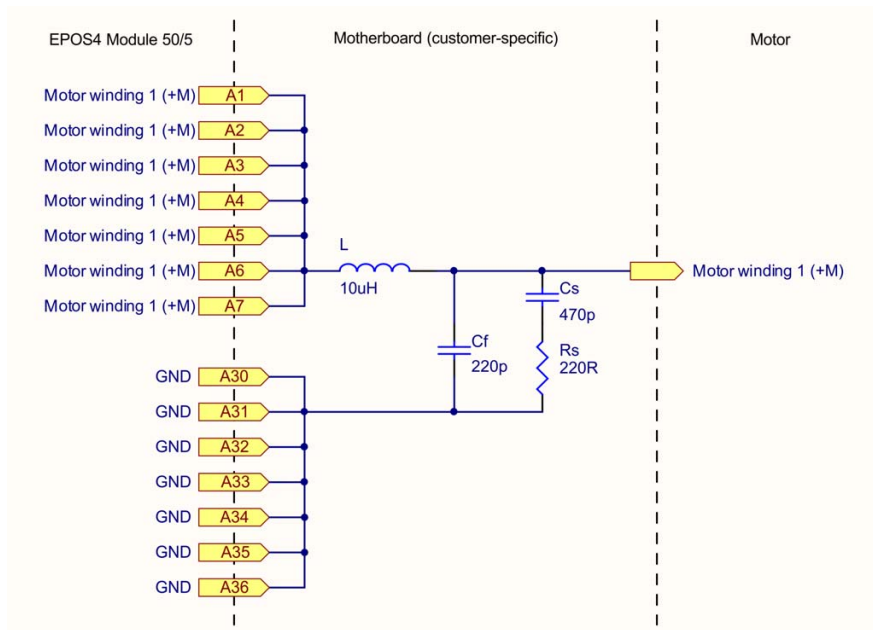 EPOS4 Module 50/5
Motherboard (customer-specific)
Motor
Motor winding 1 (+M) A1
Motor winding 1 (+M) A2
Motor winding 1 (+M) A3
Motor winding 1 (+M) A4
Motor winding 1 (+M) A5
Motor winding 1 (+M) A6
Motor winding 1 (+M) A7
L
10uH
Cs
470p
Motor winding 1 (+M)
Cf
220p
Rs
220R
GND A30
GND A31
GND A32
GND A33
GND A34
GND A35
GND A36